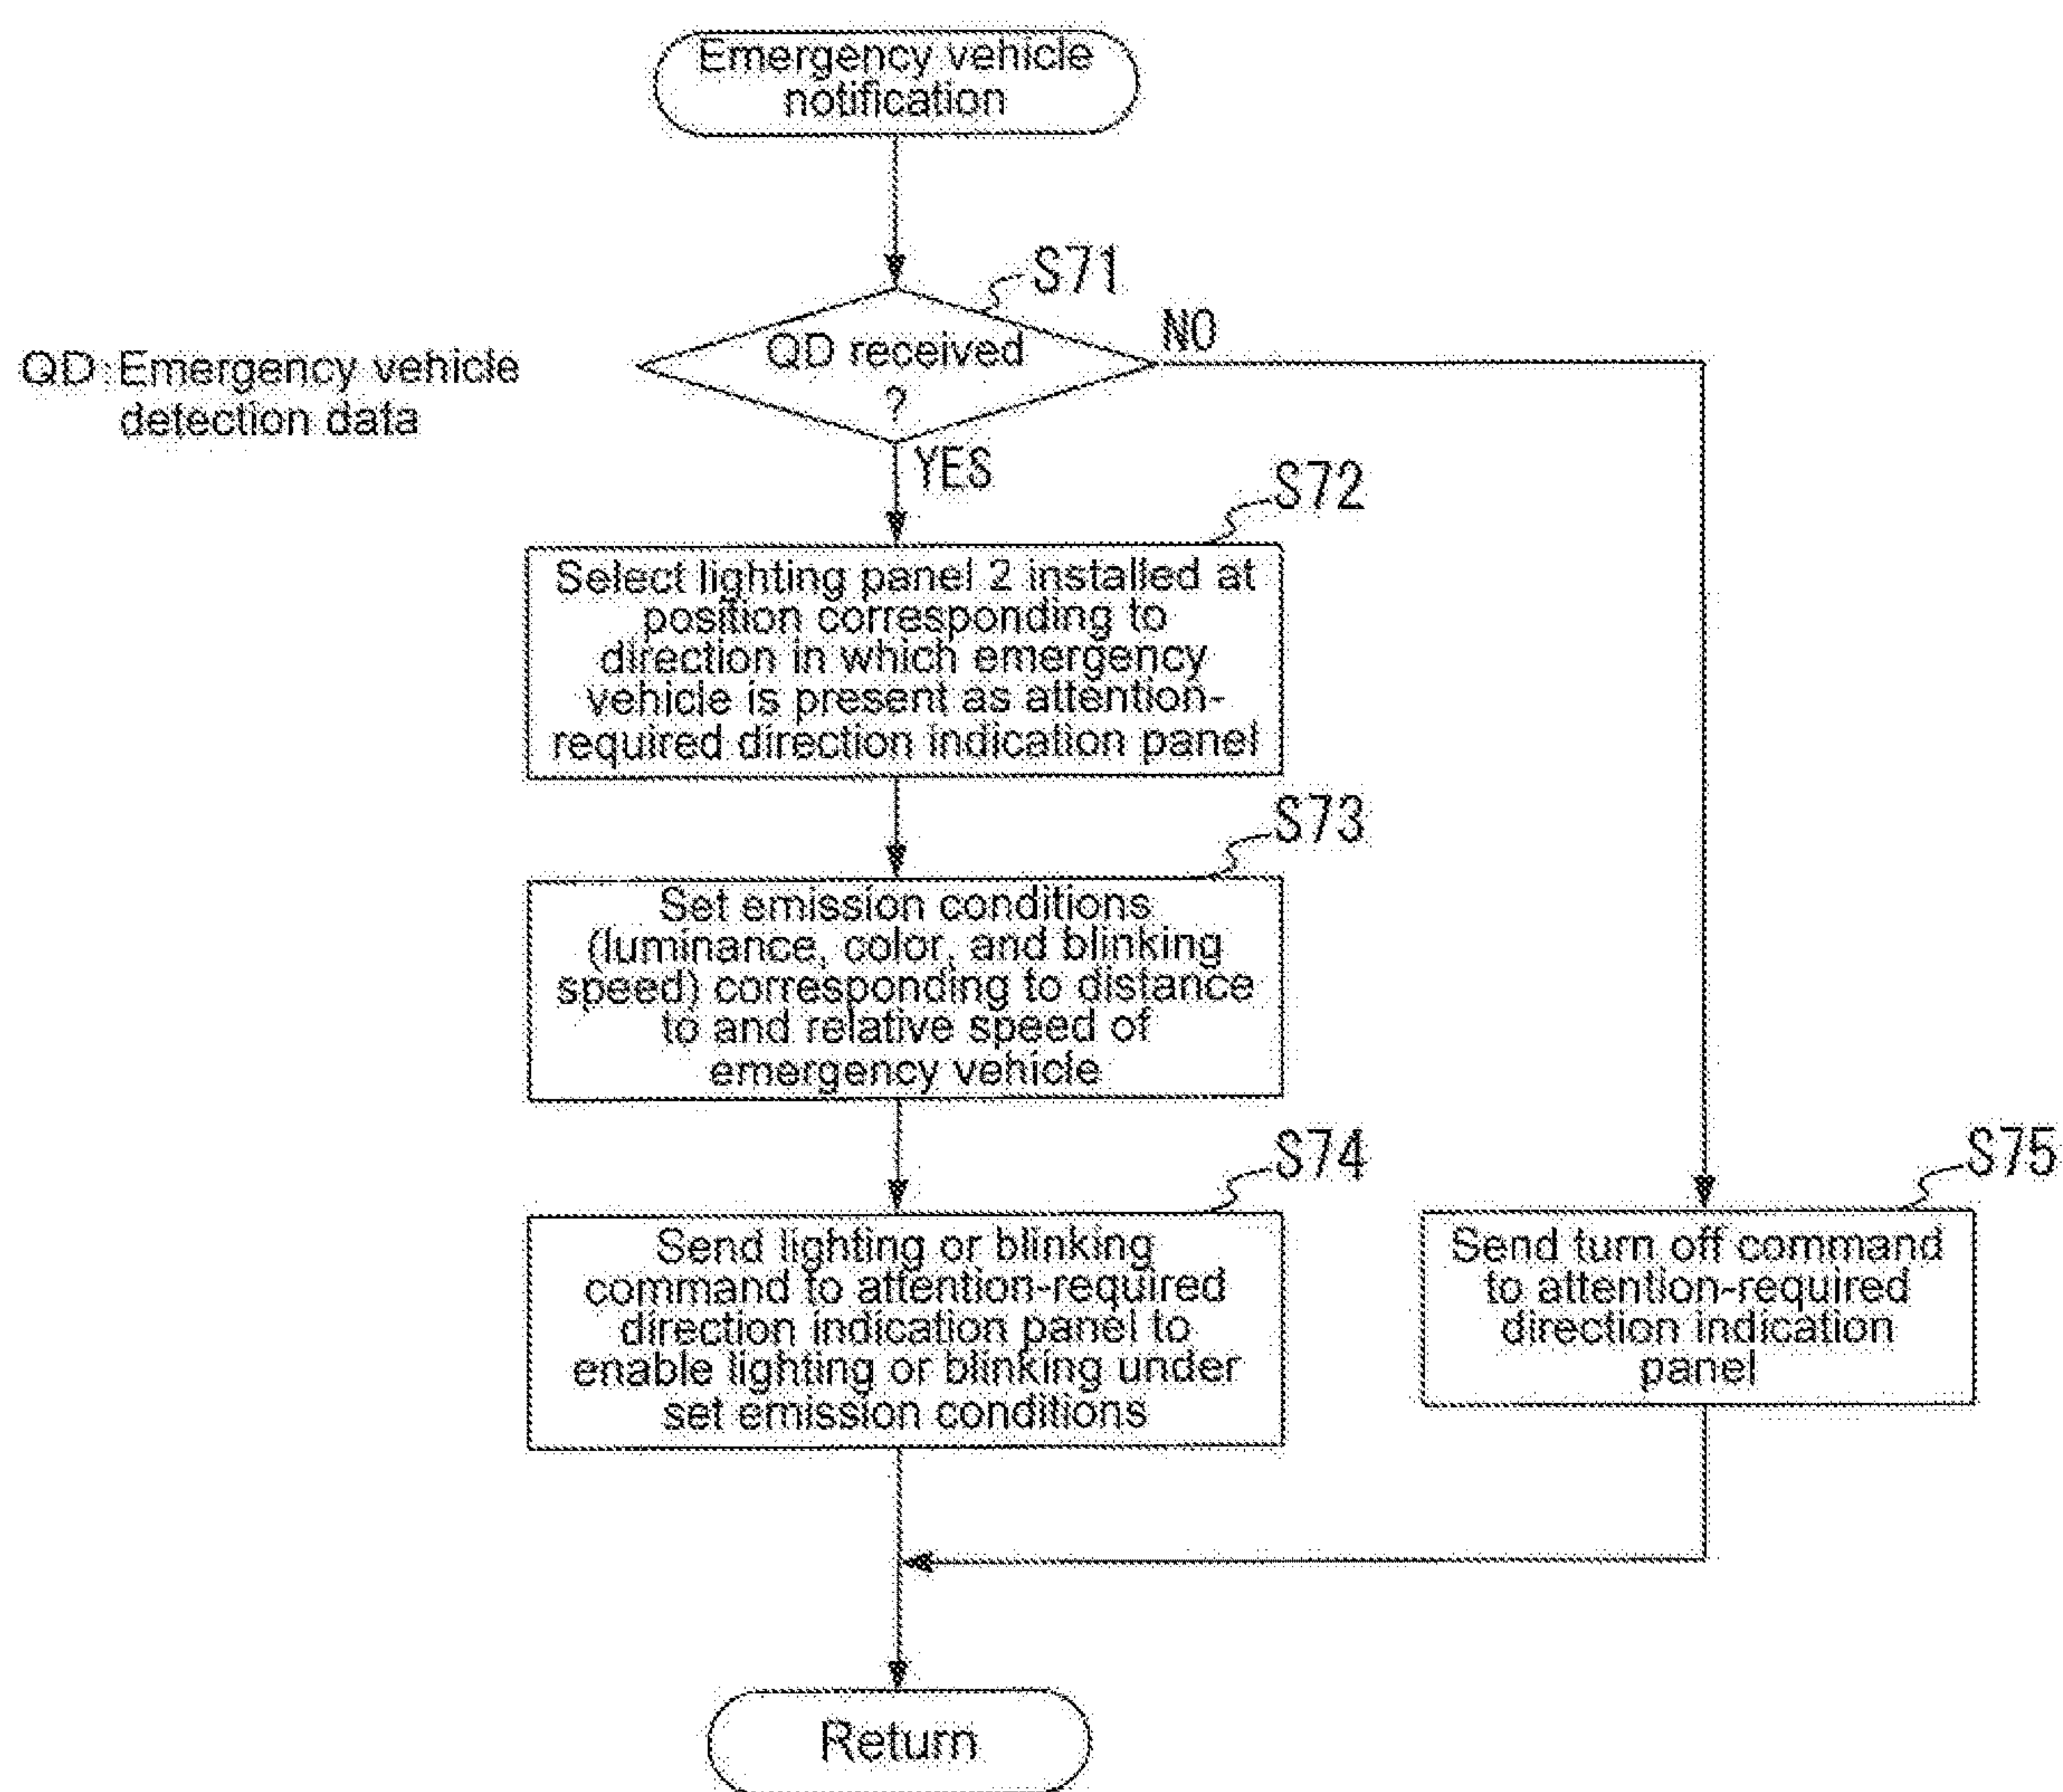 Emergency vehicle
notification
S71
QD received
?
NO
QD:Emergency vehicle
detection data
YES
S72
Select lighting panel 2 installed at
position corresponding to
direction in which emergency
vehicle is present as attention-
required direction indication panel
S73
Set emission conditions
(luminance, color, and blinking
speed) corresponding to distance
to and relative speed of
emergency vehicle
S74
Send lighting or blinking
command to attention-required
direction indication panel to
enable lighting or blinking under
set emission conditions
S75
Send turn off command
to attention-required
direction indication
panel
Return